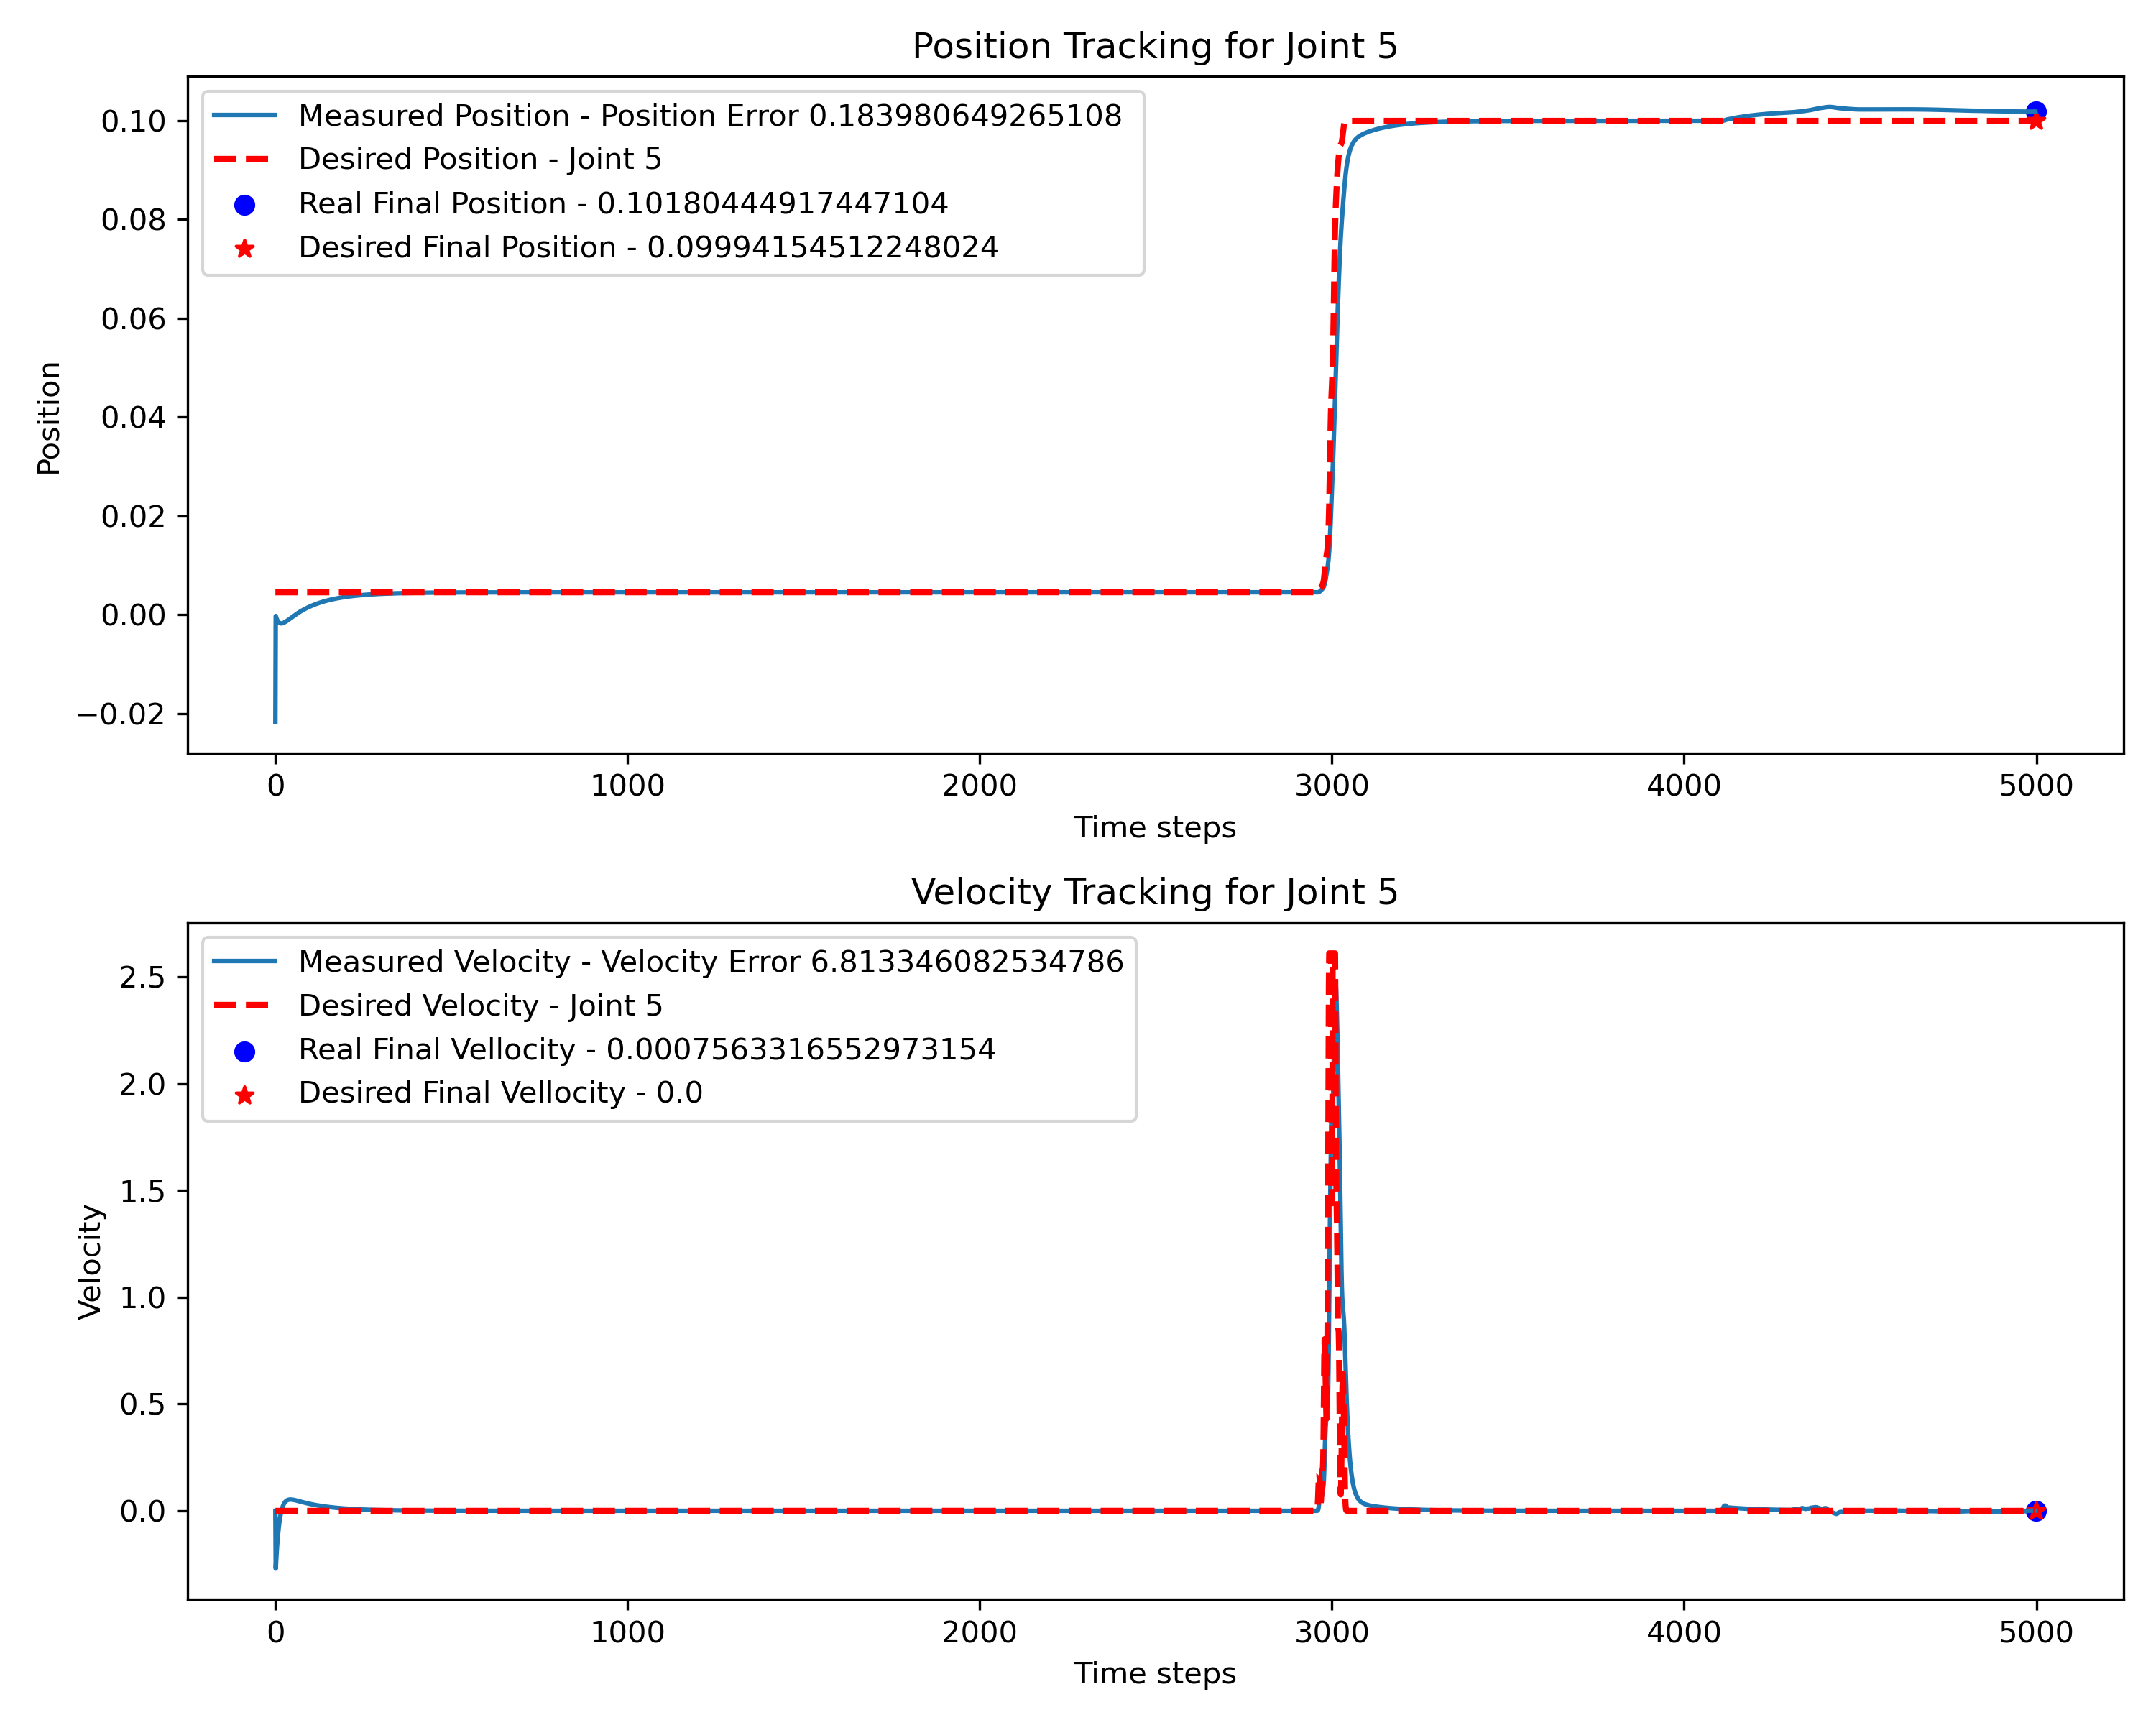 Position Tracking for Joint 5
Measured Position - Position Error 0.183980649265108
Desired Position - Joint 5
Real Final Position - 0.10180444917447104
Desired Final Position - 0.09994154512248024
0.10
0.08
0.06
0.04
0.02
0.00
−0.02
Position
0 1000 2000 3000 4000 5000
Time steps
Velocity Tracking for Joint 5
Measured Velocity - Velocity Error 6.813346082534786
Desired Velocity - Joint 5
Real Final Vellocity - 0.0007563316552973154
Desired Final Vellocity - 0.0
2.5
2.0
1.5
1.0
0.5
0.0
Velocity
0 1000 2000 3000 4000 5000
Time steps